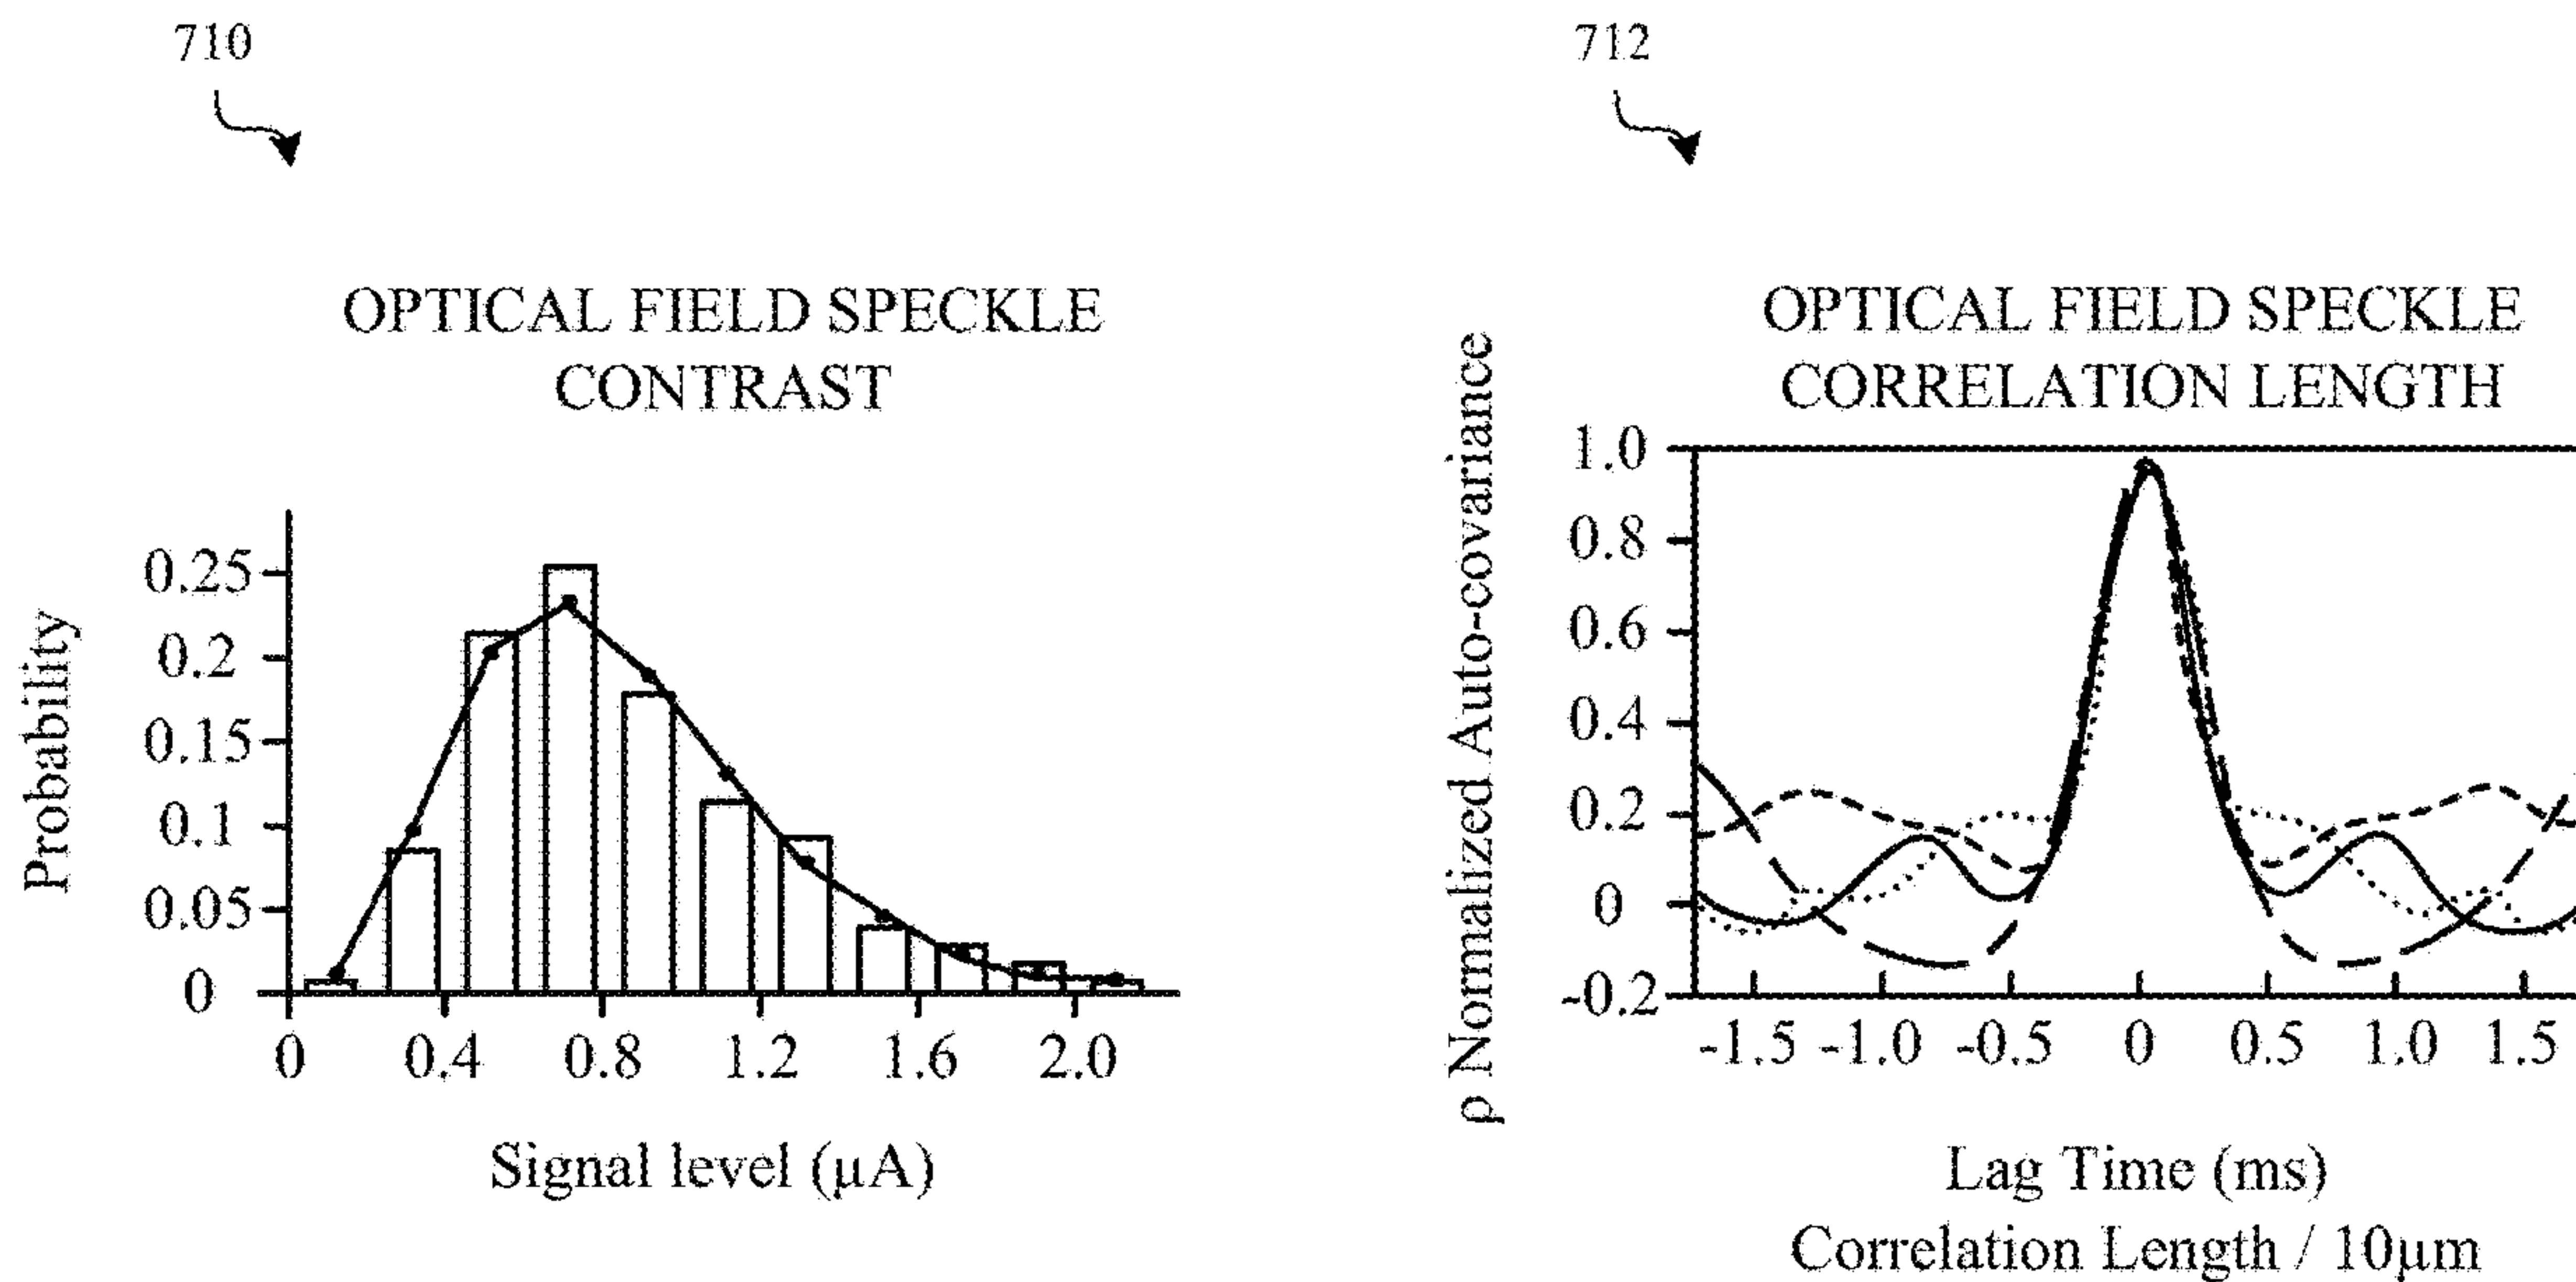 710
OPTICAL FIELD SPECKLE
CONTRAST
Probability
0.25
0.2
0.15
0.1
0.05
0
0 0.4 0.8 1.2 1.6 2.0
Signal level (µA)
712
OPTICAL FIELD SPECKLE
CORRELATION LENGTH
ρ Normalized Auto-covariance
1.0
0.8
0.6
0.4
0.2
0
-0.2
-1.5 -1.0 -0.5 0 0.5 1.0 1.5
Lag Time (ms)
Correlation Length / 10µm